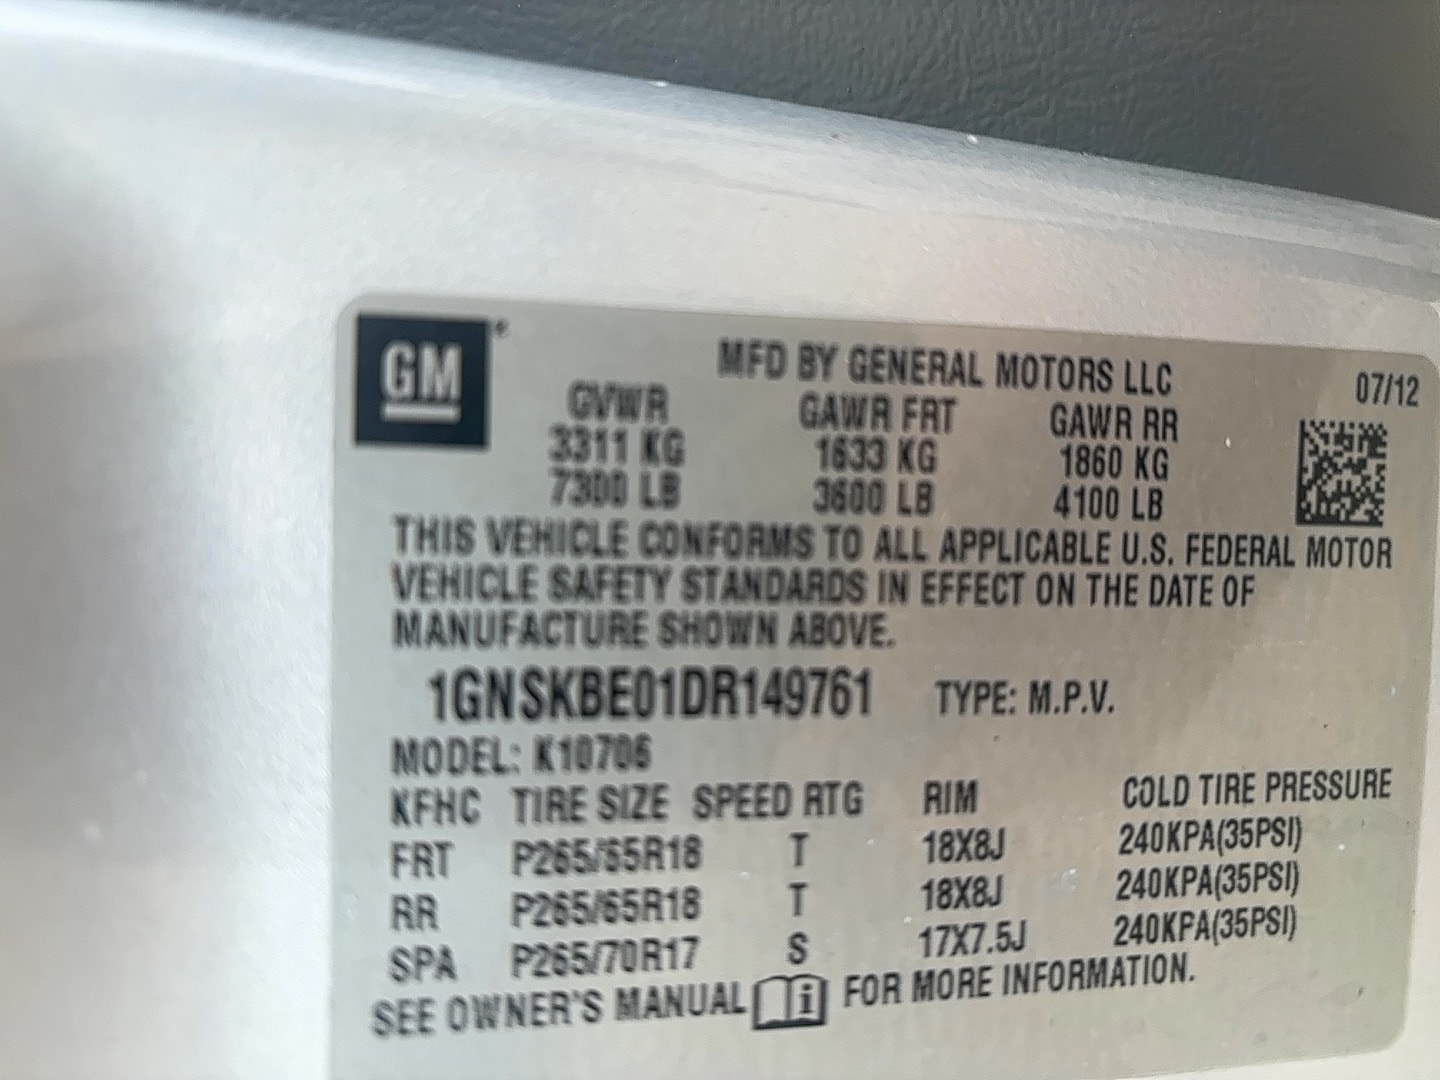 GM
MFD BY GENERAL MOTORS LLC 07/12
GVWR GAWR FRT GAWR RR
3311 KG 1633 KG 1860 KG
7300 LB 3600 LB 4100 LB
THIS VEHICLE CONFORMS TO ALL APPLICABLE U.S. FEDERAL MOTOR
VEHICLE SAFETY STANDARDS IN EFFECT ON THE DATE OF
MANUFACTURE SHOWN ABOVE.
1GNSKBE01DR149761 TYPE: M.P.V.
MODEL: K10706
KFHC TIRE SIZE SPEED RTG RIM COLD TIRE PRESSURE
FRT P265/65R18 T 18X8J 240KPA(35PSI)
RR P265/65R18 T 18X8J 240KPA(35PSI)
SPA P265/70R17 S 17X7.5J 240KPA(35PSI)
SEE OWNER'S MANUAL i FOR MORE INFORMATION.